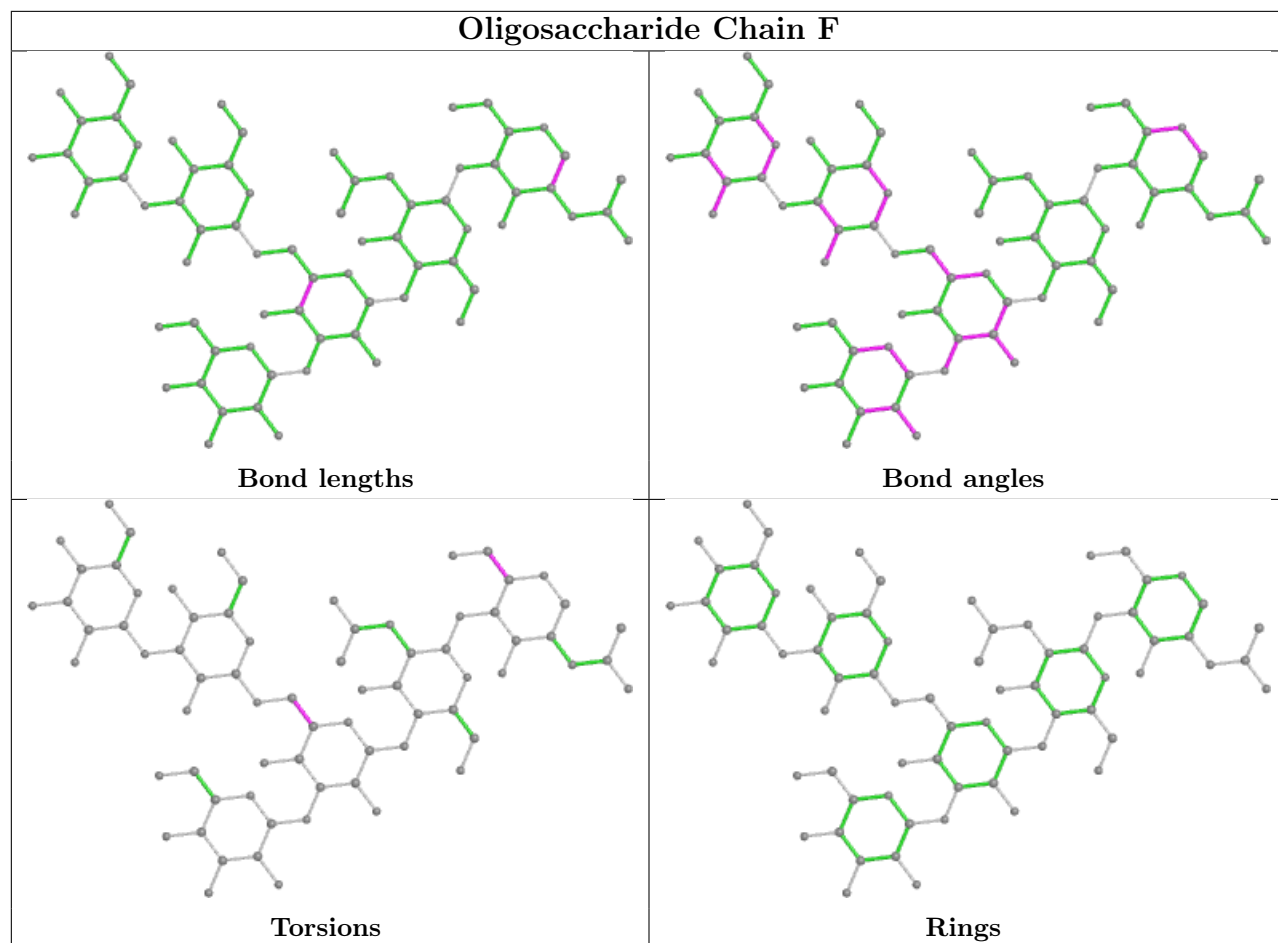 Oligosaccharide Chain F
Bond lengths
Bond angles
Torsions
Rings